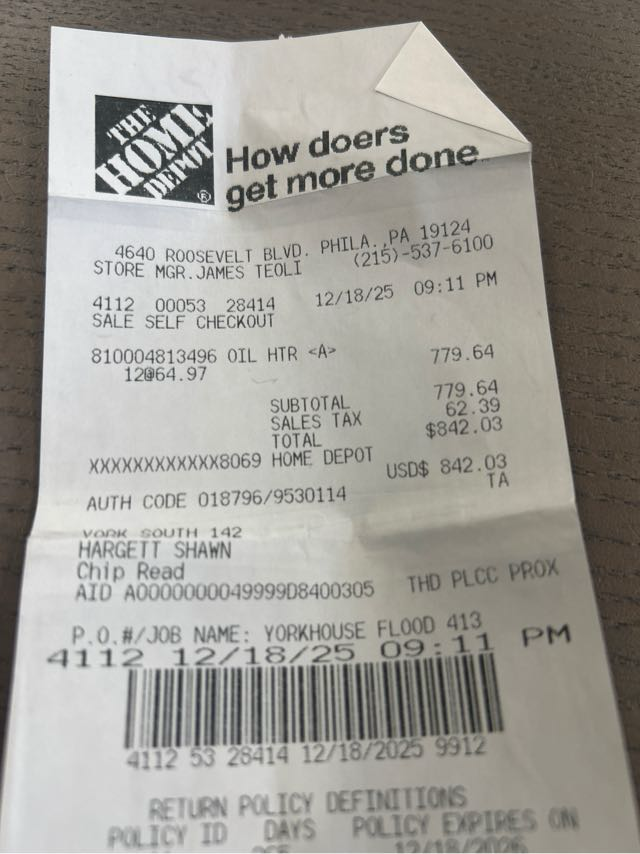 THE
HOME
DEPOT
®
How doers
get more done
4640 ROOSEVELT BLVD. PHILA., PA 19124
STORE MGR.JAMES TEOLI (215)-537-6100
4112 00053 28414 12/18/25 09:11 PM
SALE SELF CHECKOUT
810004813496 OIL HTR <A> 779.64
12@64.97
SUBTOTAL 779.64
SALES TAX 62.39
TOTAL $842.03
XXXXXXXXXXXX8069 HOME DEPOT
USD$ 842.03
AUTH CODE 018796/9530114 TA
YORK SOUTH 142
HARGETT SHAWN
Chip Read
AID A0000000049999D8400305 THD PLCC PROX
P.O.#/JOB NAME: YORKHOUSE FLOOD 413
4112 12/18/25 09:11 PM
4112 53 28414 12/18/2025 9912
RETURN POLICY DEFINITIONS
POLICY ID DAYS POLICY EXPIRES ON
12/18/2026